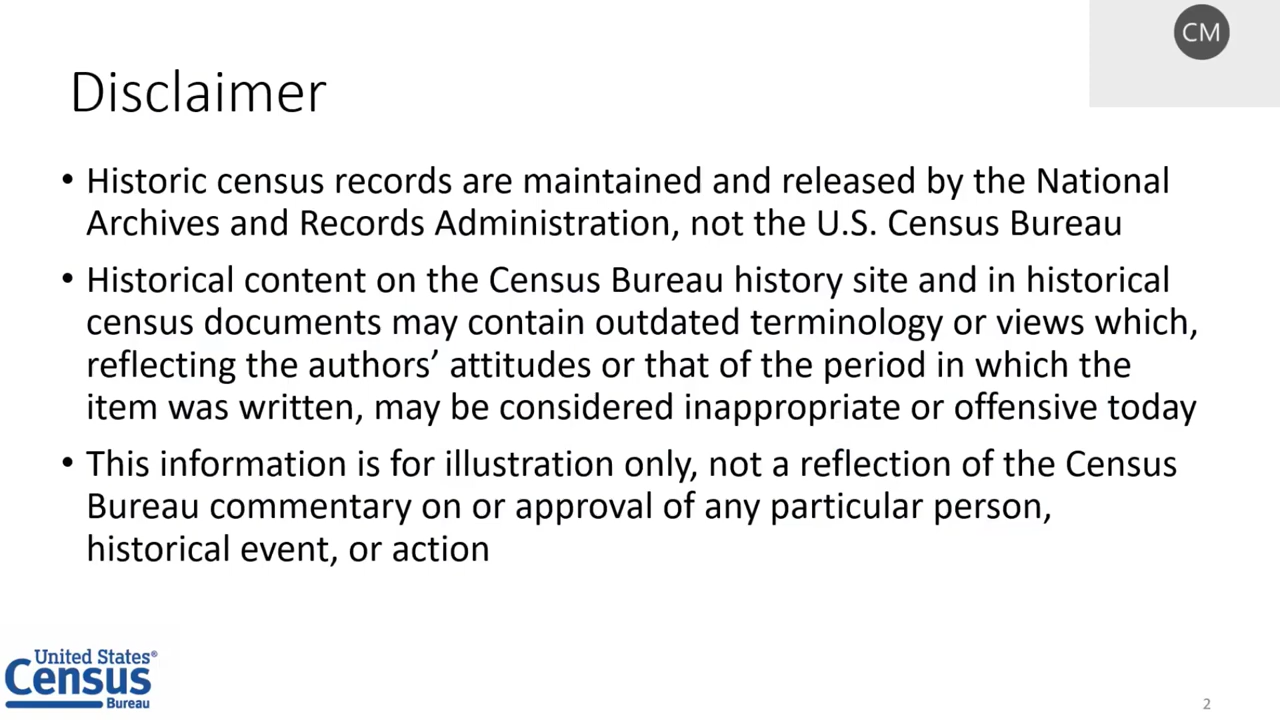 CM
Disclaimer
• Historic census records are maintained and released by the National
Archives and Records Administration, not the U.S. Census Bureau
• Historical content on the Census Bureau history site and in historical
census documents may contain outdated terminology or views which,
reflecting the authors’ attitudes or that of the period in which the
item was written, may be considered inappropriate or offensive today
• This information is for illustration only, not a reflection of the Census
Bureau commentary on or approval of any particular person,
historical event, or action
United States®
Census
Bureau
2